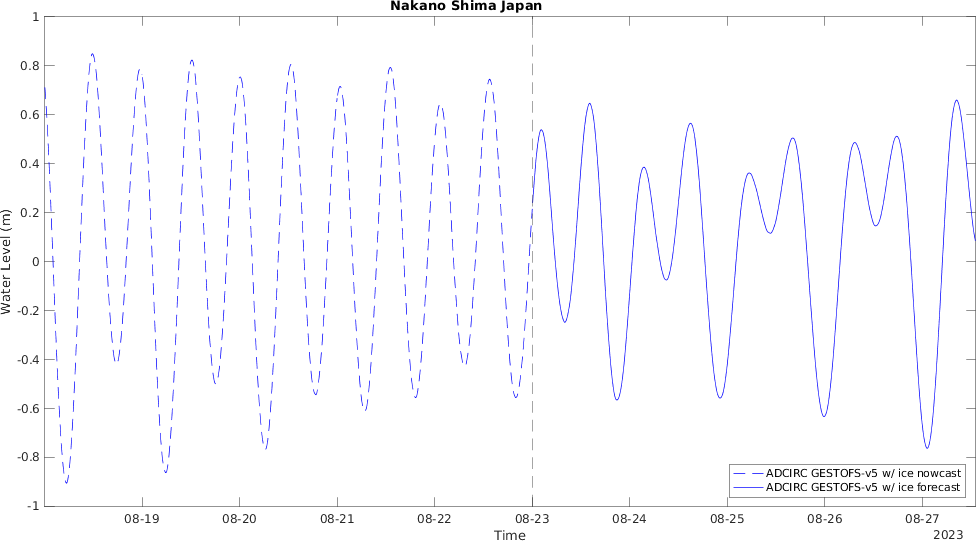 Nakano Shima Japan
1
0.8
0.6
0.4
0.2
0
-0.2
-0.4
-0.6
-0.8
-1
Water Level (m)
08-19 08-20 08-21 08-22 08-23 08-24 08-25 08-26 08-27
Time
2023
ADCIRC GESTOFS-v5 w/ ice nowcast
ADCIRC GESTOFS-v5 w/ ice forecast